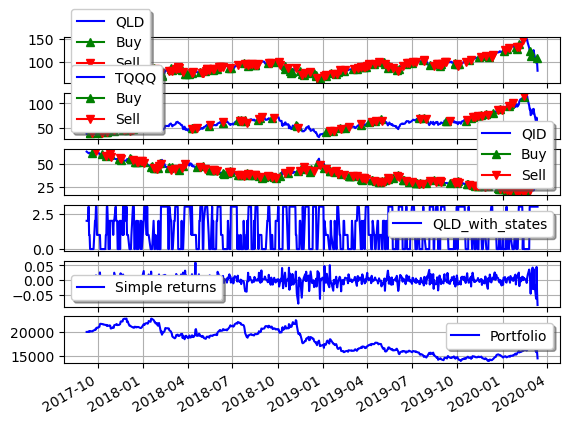 QLD
Buy
Sell
150
100
TQQQ
Buy
Sell
100
50
QID
Buy
Sell
50
25
QLD_with_states
2.5
0.0
Simple returns
0.05
0.00
−0.05
Portfolio
20000
15000
2017-10 2018-01 2018-04 2018-07 2018-10 2019-01 2019-04 2019-07 2019-10 2020-01 2020-04